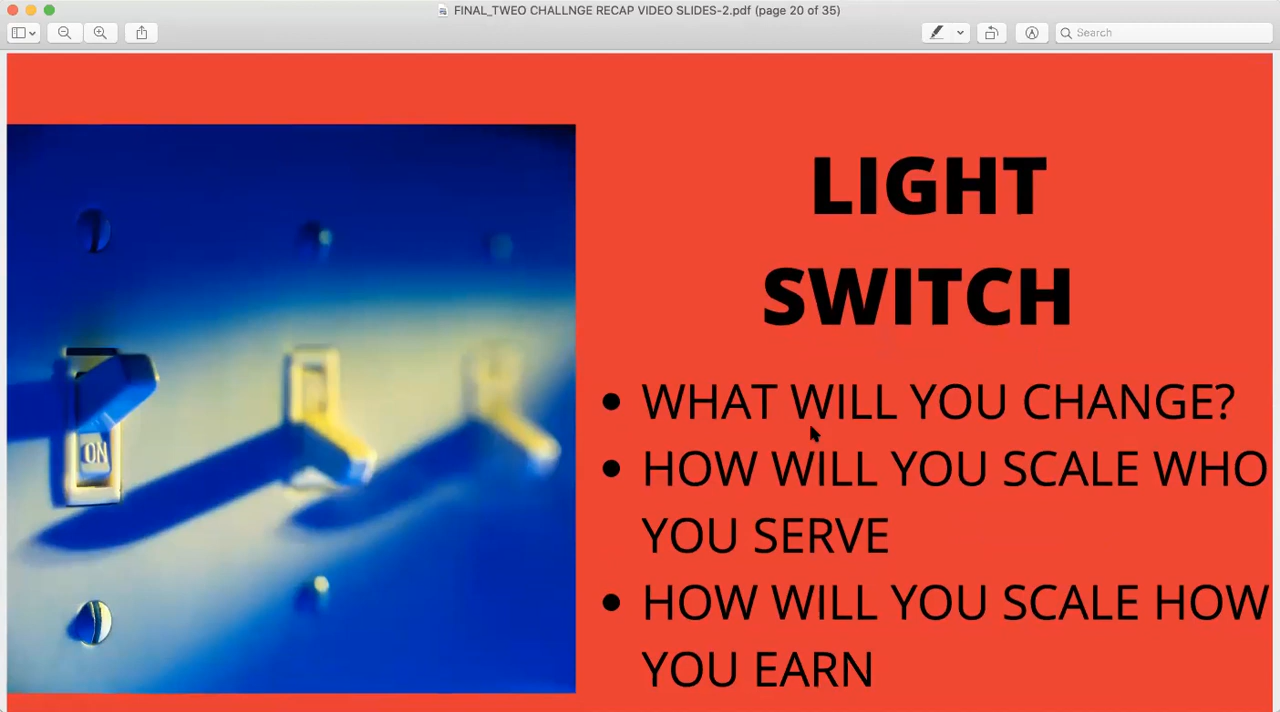 FINAL_TWEO CHALLNGE RECAP VIDEO SLIDES-2.pdf (page 20 of 35)
Search
LIGHT
SWITCH
ON
• WHAT WILL YOU CHANGE?
• HOW WILL YOU SCALE WHO
YOU SERVE
• HOW WILL YOU SCALE HOW
YOU EARN